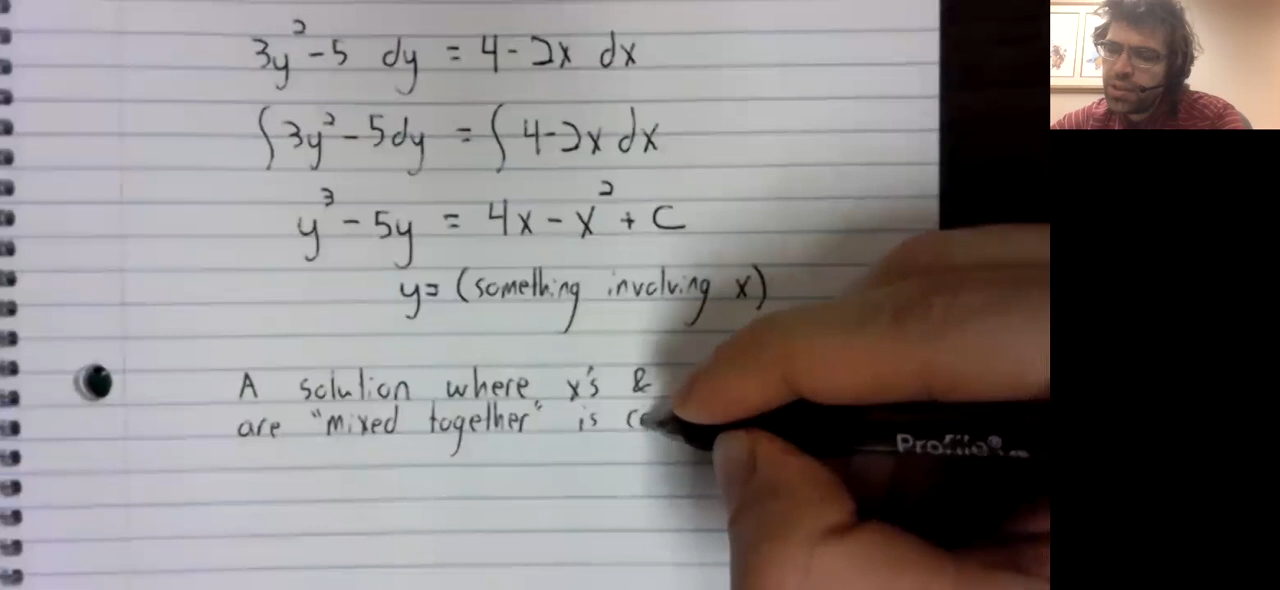 3y² - 5 dy = 4 - 2x dx
∫3y² - 5dy = ∫4 - 2x dx
y³ - 5y = 4x - x² + C
y = (something involving x)
A solution where x's &
are "mixed together" is
Profile